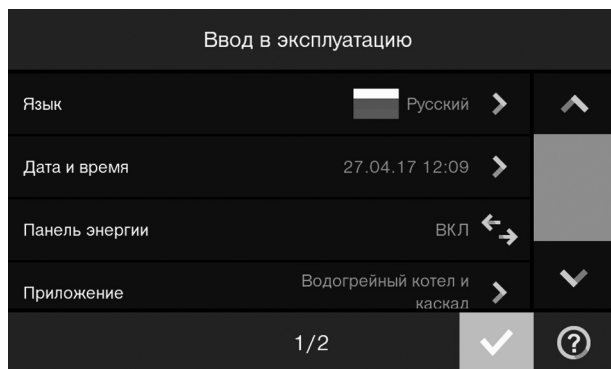 Ввод в эксплуатацию
Язык Русский
Дата и время 27.04.17 12:09
Панель энергии ВКЛ
Приложение Водогрейный котел и
каскад
1/2 ?